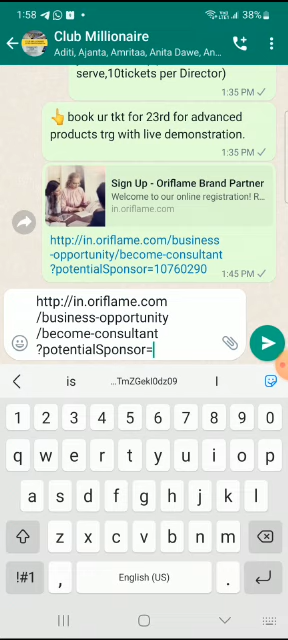 1:58
38%
Club Millionaire
Aditi, Ajanta, Amritaa, Anita Dawe, An...
serve,10tickets per Director)
1:35 PM
👆book ur tkt for 23rd for advanced
products trg with live demonstration.
1:35 PM
Sign Up - Oriflame Brand Partner
Welcome to our online registration! R...
in.oriflame.com
http://in.oriflame.com/business
-opportunity/become-consultant
?potentialSponsor=10760290
1:45 PM
http://in.oriflame.com
/business-opportunity
/become-consultant
?potentialSponsor=
is ...TmZGekI0dz09 I
1 2 3 4 5 6 7 8 9 0
q w e r t y u i o p
a s d f g h j k l
z x c v b n m
!#1 , English (US) .